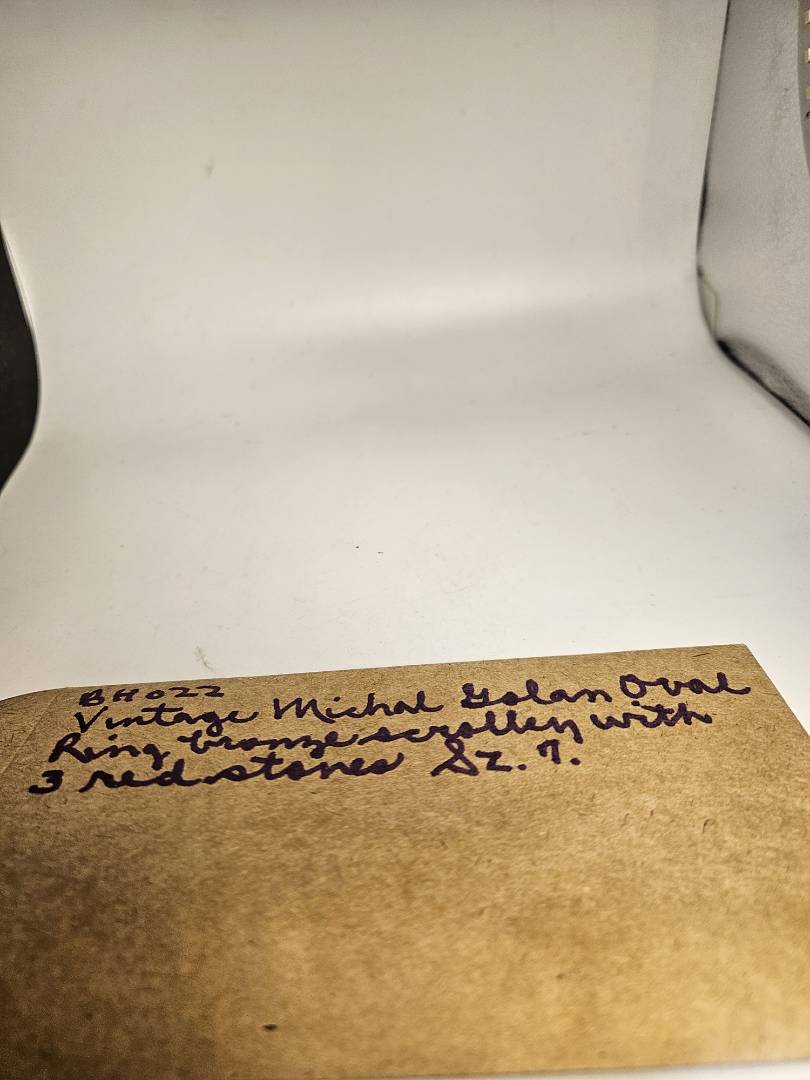 BH022
Vintage Michal Golan Oval
Ring bronze scrolley with
3 red stones Sz. 7.